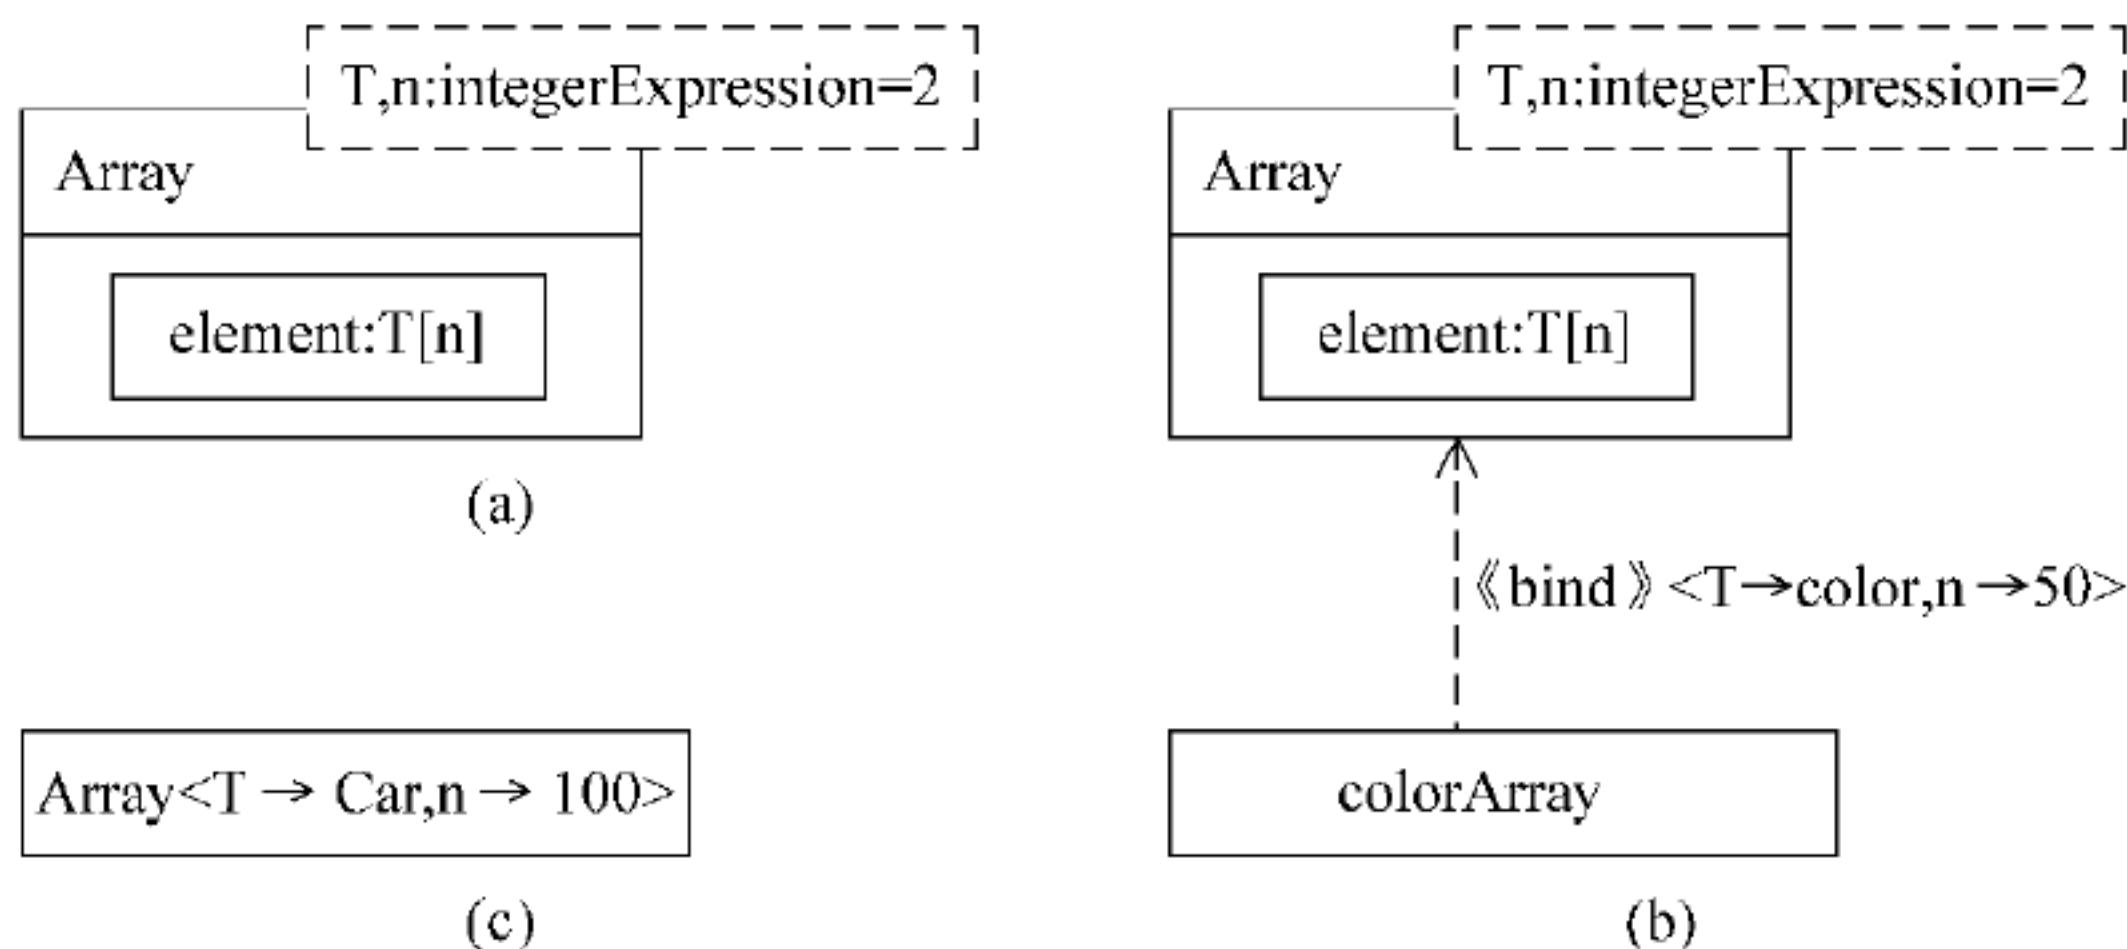 T,n:integerExpression=2
Array
element:T[n]
(a)
T,n:integerExpression=2
Array
element:T[n]
《bind》<T→color,n→50>
colorArray
(b)
Array<T → Car,n → 100>
(c)